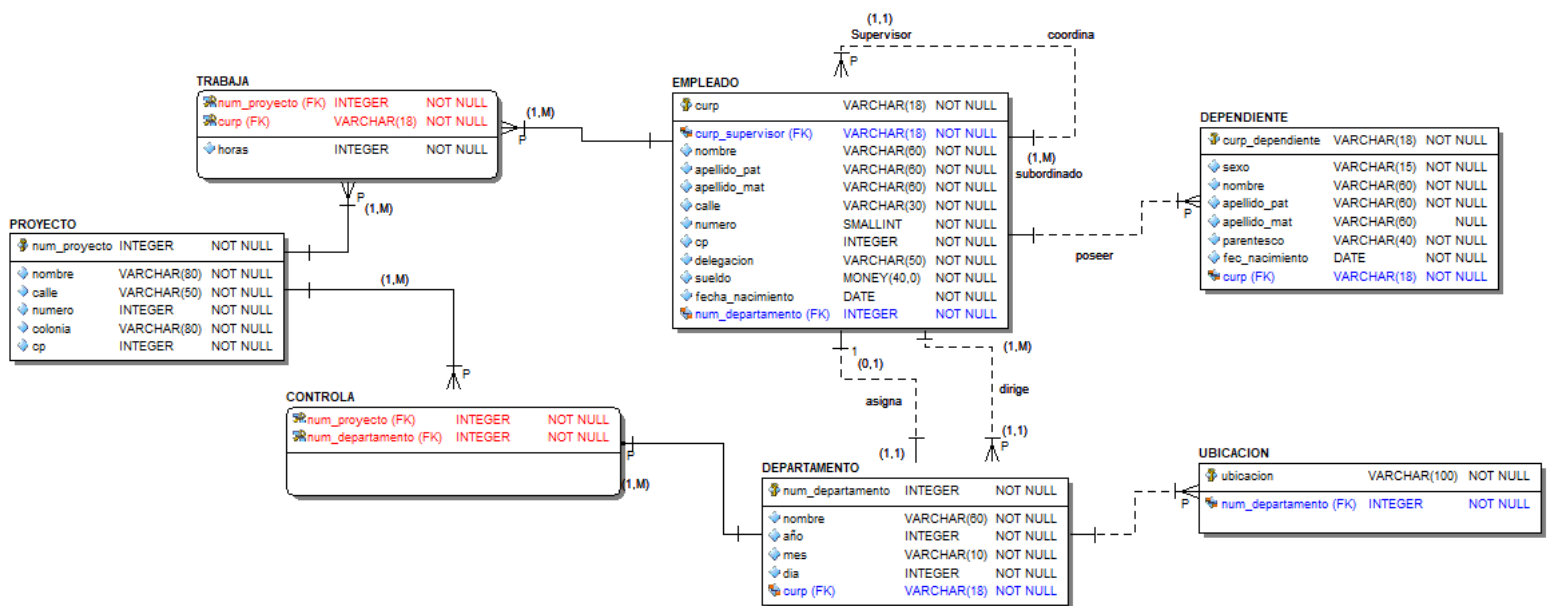 (1,1)
Supervisor
coordina
P
TRABAJA
num_proyecto (FK) INTEGER NOT NULL
curp (FK) VARCHAR(18) NOT NULL
horas INTEGER NOT NULL
(1,M)
P
P
(1,M)
EMPLEADO
curp VARCHAR(18) NOT NULL
curp_supervisor (FK) VARCHAR(18) NOT NULL
nombre VARCHAR(60) NOT NULL
apellido_pat VARCHAR(60) NOT NULL
apellido_mat VARCHAR(60) NOT NULL
calle VARCHAR(30) NOT NULL
numero SMALLINT NOT NULL
cp INTEGER NOT NULL
delegacion VARCHAR(50) NOT NULL
sueldo MONEY(40,0) NOT NULL
fecha_nacimiento DATE NOT NULL
num_departamento (FK) INTEGER NOT NULL
(1,M)
subordinado
poseer
P
DEPENDIENTE
curp_dependiente VARCHAR(18) NOT NULL
sexo VARCHAR(15) NOT NULL
nombre VARCHAR(60) NOT NULL
apellido_pat VARCHAR(60) NOT NULL
apellido_mat VARCHAR(60) NULL
parentesco VARCHAR(40) NOT NULL
fec_nacimiento DATE NOT NULL
curp (FK) VARCHAR(18) NOT NULL
PROYECTO
num_proyecto INTEGER NOT NULL
nombre VARCHAR(80) NOT NULL
calle VARCHAR(50) NOT NULL
numero INTEGER NOT NULL
colonia VARCHAR(80) NOT NULL
cp INTEGER NOT NULL
(1,M)
P
1
(0,1)
asigna
(1,1)
(1,M)
dirige
(1,1)
P
CONTROLA
num_proyecto (FK) INTEGER NOT NULL
num_departamento (FK) INTEGER NOT NULL
P
(1,M)
DEPARTAMENTO
num_departamento INTEGER NOT NULL
nombre VARCHAR(60) NOT NULL
año INTEGER NOT NULL
mes VARCHAR(10) NOT NULL
dia INTEGER NOT NULL
curp (FK) VARCHAR(18) NOT NULL
P
UBICACION
ubicacion VARCHAR(100) NOT NULL
num_departamento (FK) INTEGER NOT NULL